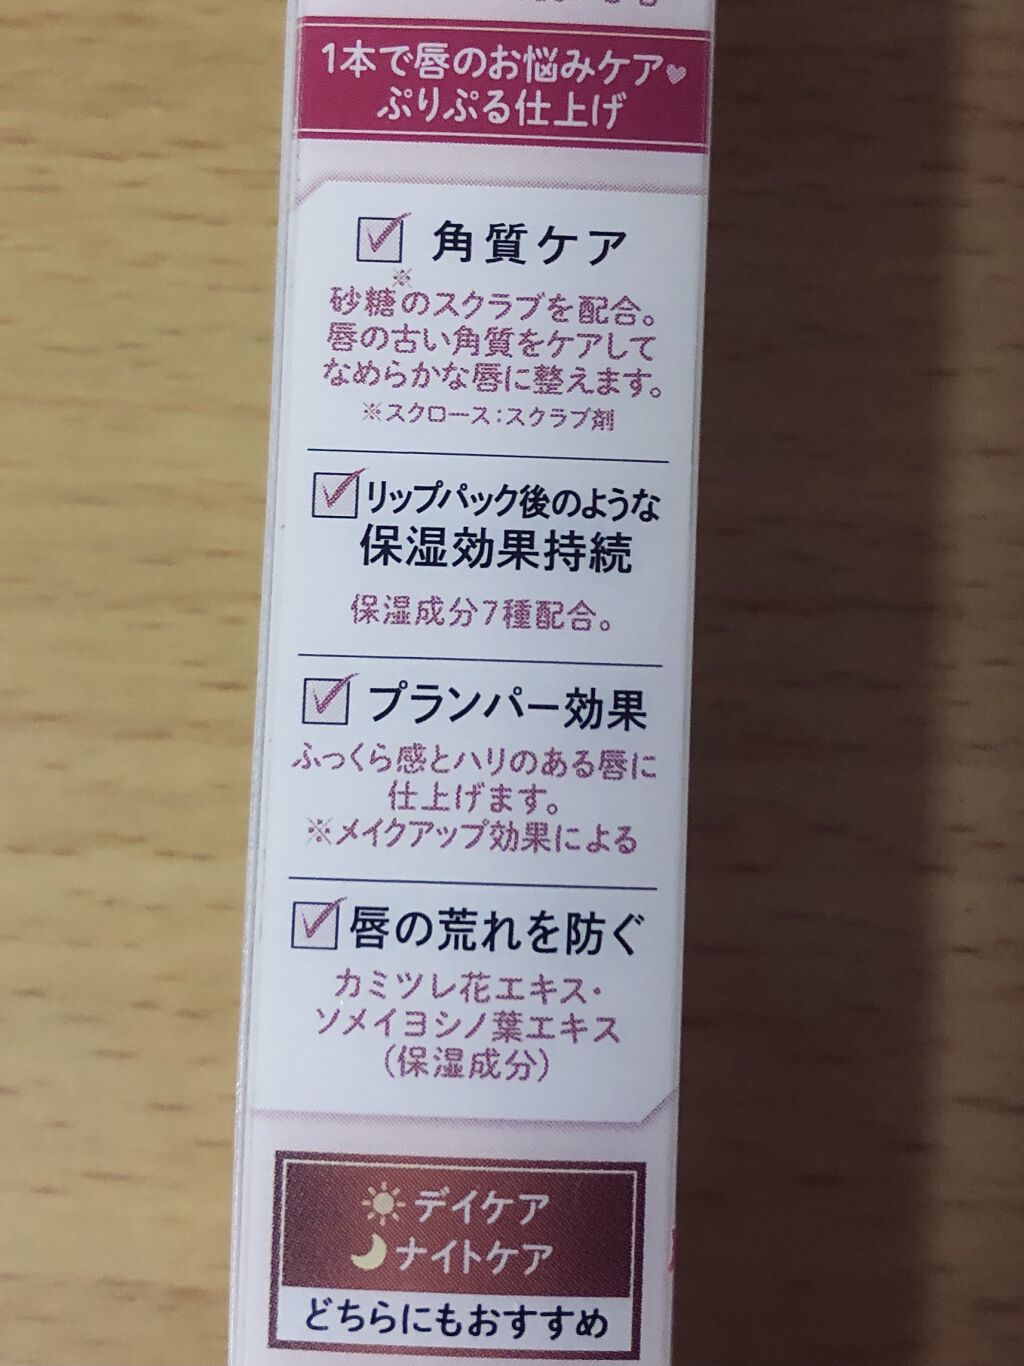 1本で唇のお悩みケア♥
ぷりぷる仕上げ
角質ケア
砂糖※のスクラブを配合。
唇の古い角質をケアして
なめらかな唇に整えます。
※スクロース：スクラブ剤
リップパック後のような
保湿効果持続
保湿成分7種配合。
プランパー効果
ふっくら感とハリのある唇に
仕上げます。
※メイクアップ効果による
唇の荒れを防ぐ
カミツレ花エキス・
ソメイヨシノ葉エキス
（保湿成分）
デイケア
ナイトケア
どちらにもおすすめ